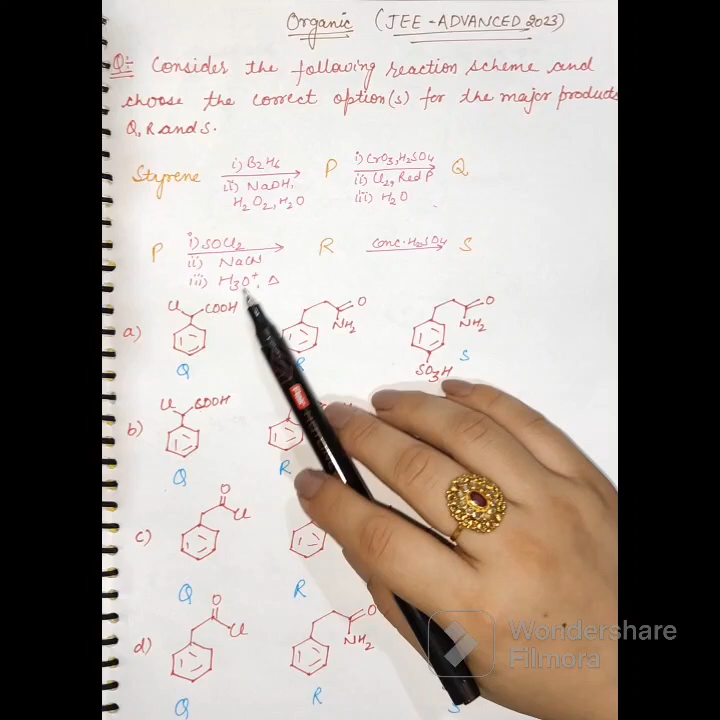 Organic (JEE-ADVANCED 2023)
Q:- Consider the following reaction scheme and
choose the correct option(s) for the major products
Q, R and S.
Styrene i) B2H6 ii) NaOH, H2O2, H2O P i) CrO3, H2SO4 ii) Cl2, Red P iii) H2O Q
P i) SOCl2 ii) NaCN iii) H3O+, Δ R Conc. H2SO4 S
a) Cl COOH Q O NH2 R O NH2 SO3H S
b) Cl COOH Q R
c) O Cl Q R
d) O Cl Q O NH2 R S
Wondershare
Filmora